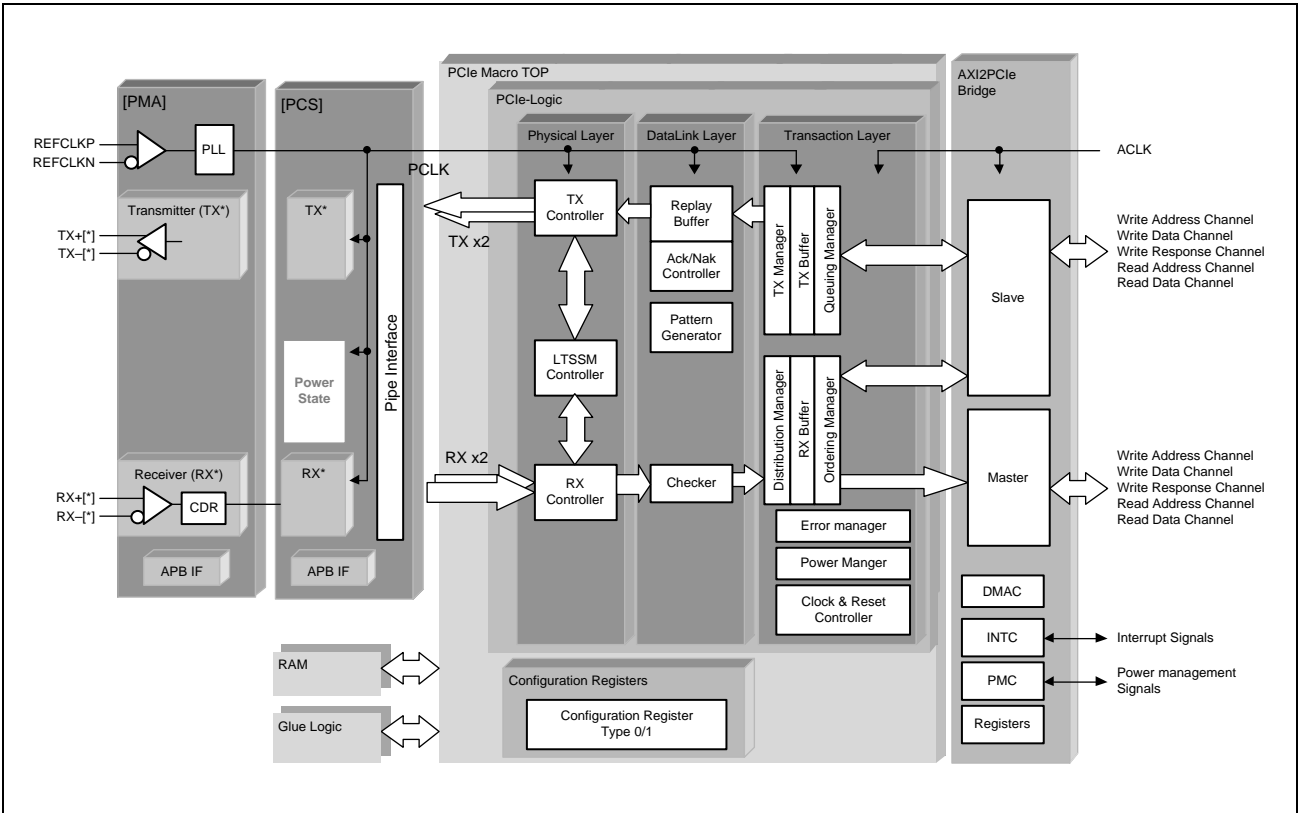 PCIe Macro TOP
AXI2PCIe
Bridge
[PMA]
[PCS]
PCIe-Logic
Physical Layer
DataLink Layer
Transaction Layer
REFCLKP
REFCLKN
PLL
PCLK
ACLK
Transmitter (TX*)
TX+[*]
TX–[*]
TX*
TX x2
TX
Controller
Replay
Buffer
Ack/Nak
Controller
Pattern
Generator
TX Manager
TX Buffer
Queuing Manager
Slave
Write Address Channel
Write Data Channel
Write Response Channel
Read Address Channel
Read Data Channel
Power
State
Pipe Interface
LTSSM
Controller
Receiver (RX*)
RX+[*]
RX–[*]
CDR
RX*
RX x2
RX
Controller
Checker
Distribution Manager
RX Buffer
Ordering Manager
Master
Write Address Channel
Write Data Channel
Write Response Channel
Read Address Channel
Read Data Channel
APB IF
APB IF
Error manager
Power Manger
Clock & Reset
Controller
DMAC
INTC
Interrupt Signals
PMC
Power management
Signals
Registers
RAM
Glue Logic
Configuration Registers
Configuration Register
Type 0/1